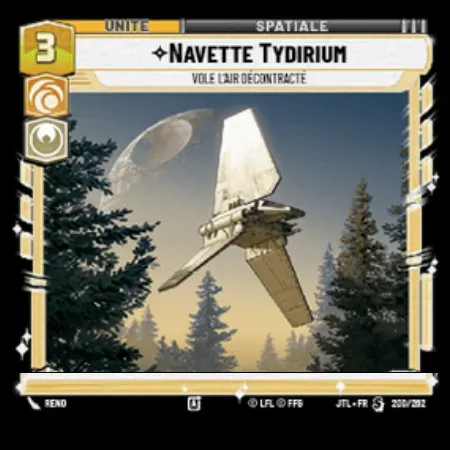 UNITÉ SPATIALE
3
NAVETTE TYDIRIUM
VOLE L'AIR DÉCONTRACTÉ
RENO A © LFL © FFG JTL • FR 200/262